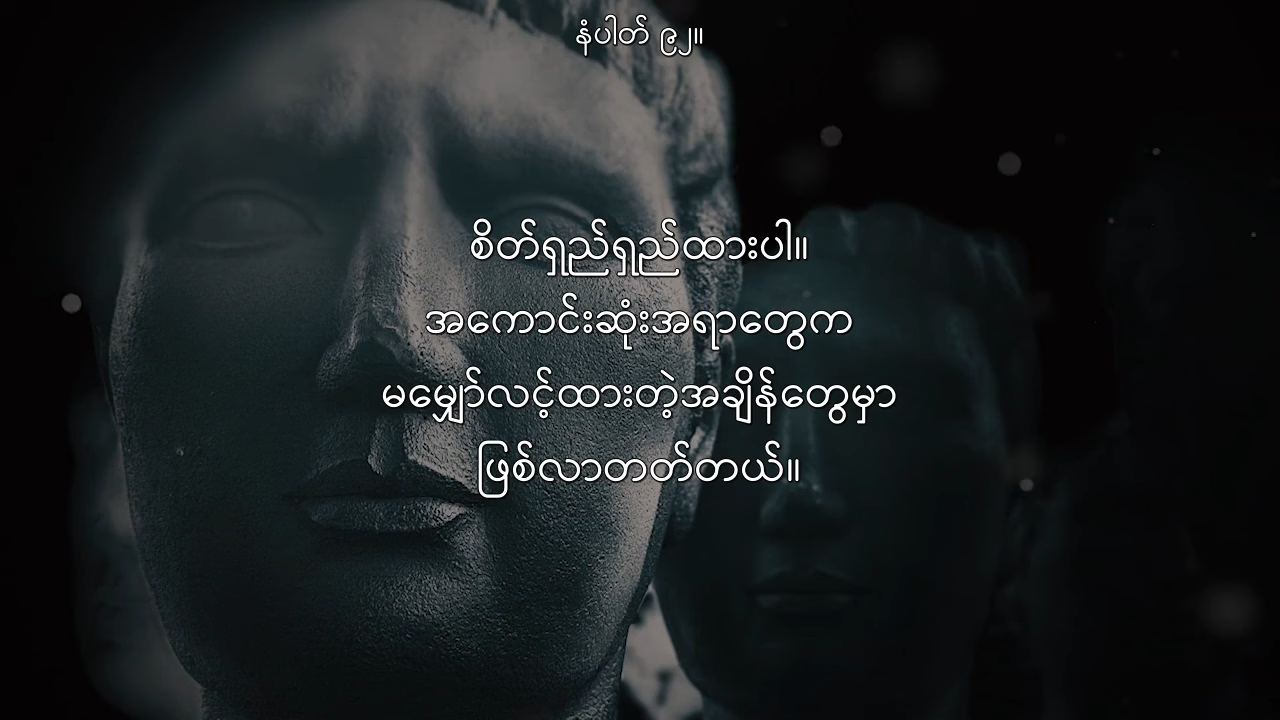 နံပါတ် ၉၂။
စိတ်ရှည်ရှည်ထားပါ။
အကောင်းဆုံးအရာတွေက
မမျှော်လင့်ထားတဲ့အချိန်တွေမှာ
ဖြစ်လာတတ်တယ်။